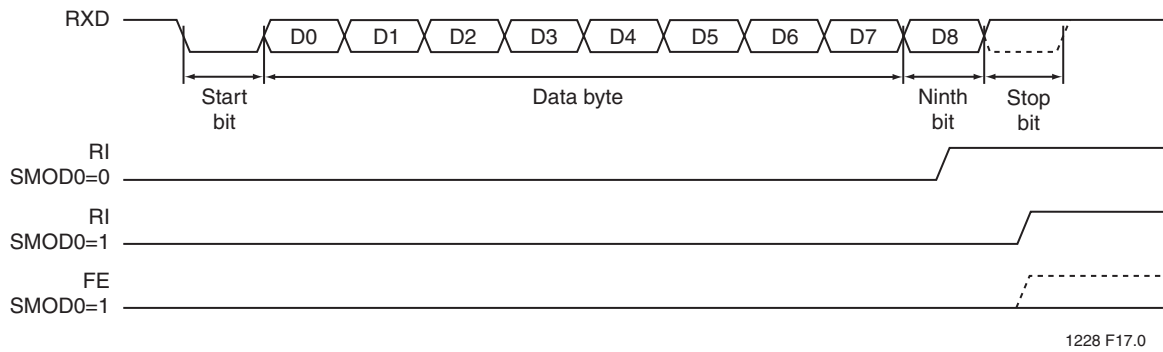 RXD
D0 D1 D2 D3 D4 D5 D6 D7 D8
Start
bit
Data byte
Ninth
bit
Stop
bit
RI
SMOD0=0
RI
SMOD0=1
FE
SMOD0=1
1228 F17.0